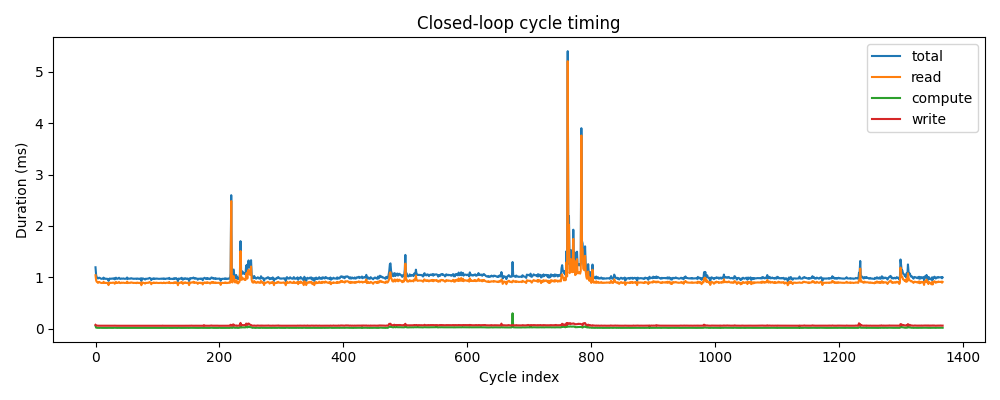 Closed-loop cycle timing
total
read
compute
write
Duration (ms)
5
4
3
2
1
0
0
200
400
600
800
1000
1200
1400
Cycle index